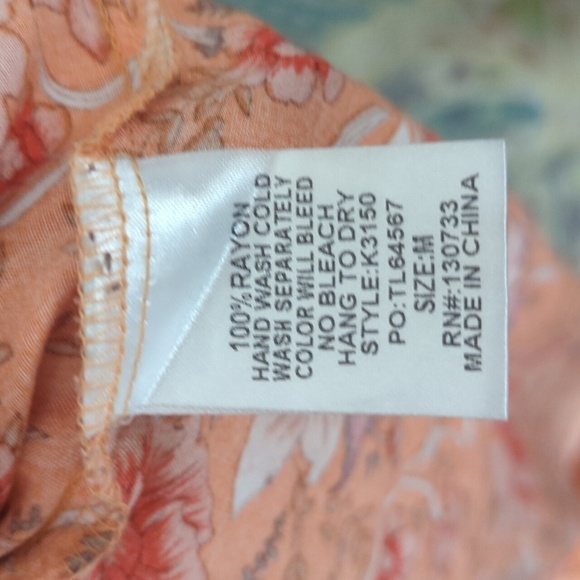 100% RAYON
HAND WASH COLD
WASH SEPARATELY
COLOR WILL BLEED
NO BLEACH
HANG TO DRY
STYLE:K3150
PO:TL64567
SIZE:M
RN#:130733
MADE IN CHINA